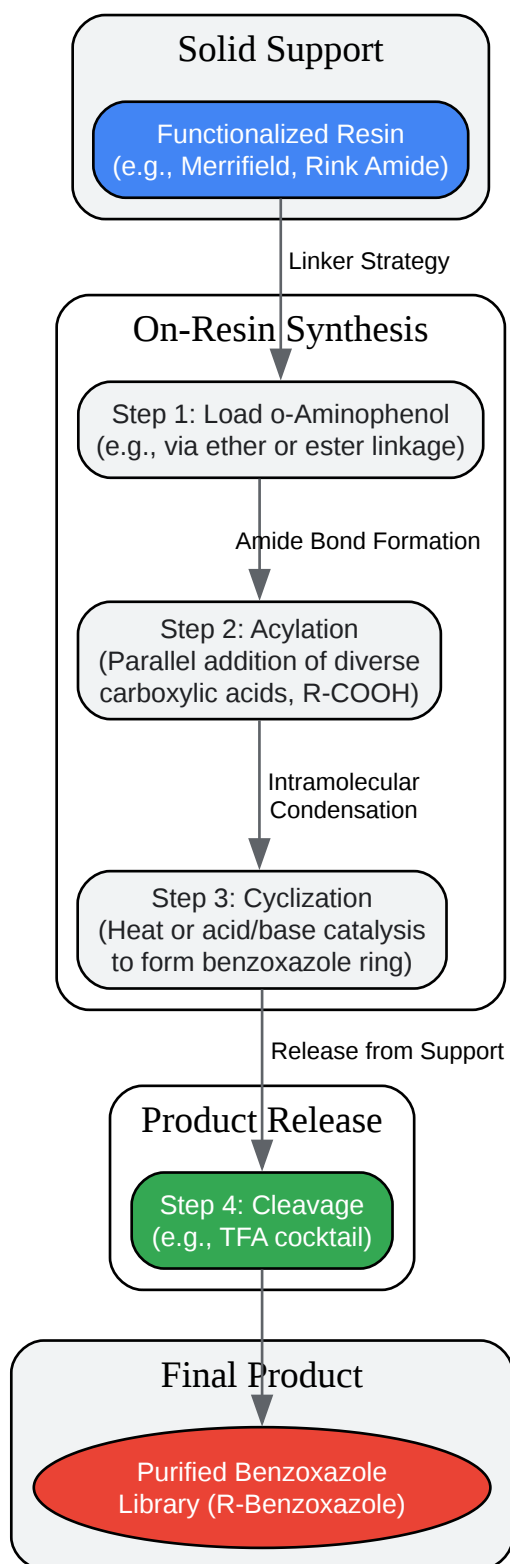 Solid Support
Functionalized Resin
(e.g., Merrifield, Rink Amide)
Linker Strategy
On-Resin Synthesis
Step 1: Load o-Aminophenol
(e.g., via ether or ester linkage)
Amide Bond Formation
Step 2: Acylation
(Parallel addition of diverse
carboxylic acids, R-COOH)
Intramolecular
Condensation
Step 3: Cyclization
(Heat or acid/base catalysis
to form benzoxazole ring)
Release from Support
Product Release
Step 4: Cleavage
(e.g., TFA cocktail)
Final Product
Purified Benzoxazole
Library (R-Benzoxazole)